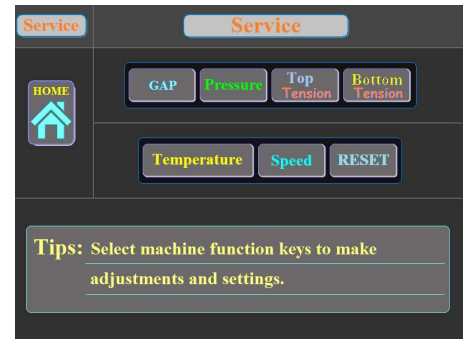 Service
Service
HOME
GAP
Pressure
Top
Tension
Bottom
Tension
Temperature
Speed
RESET
Tips: Select machine function keys to make
adjustments and settings.